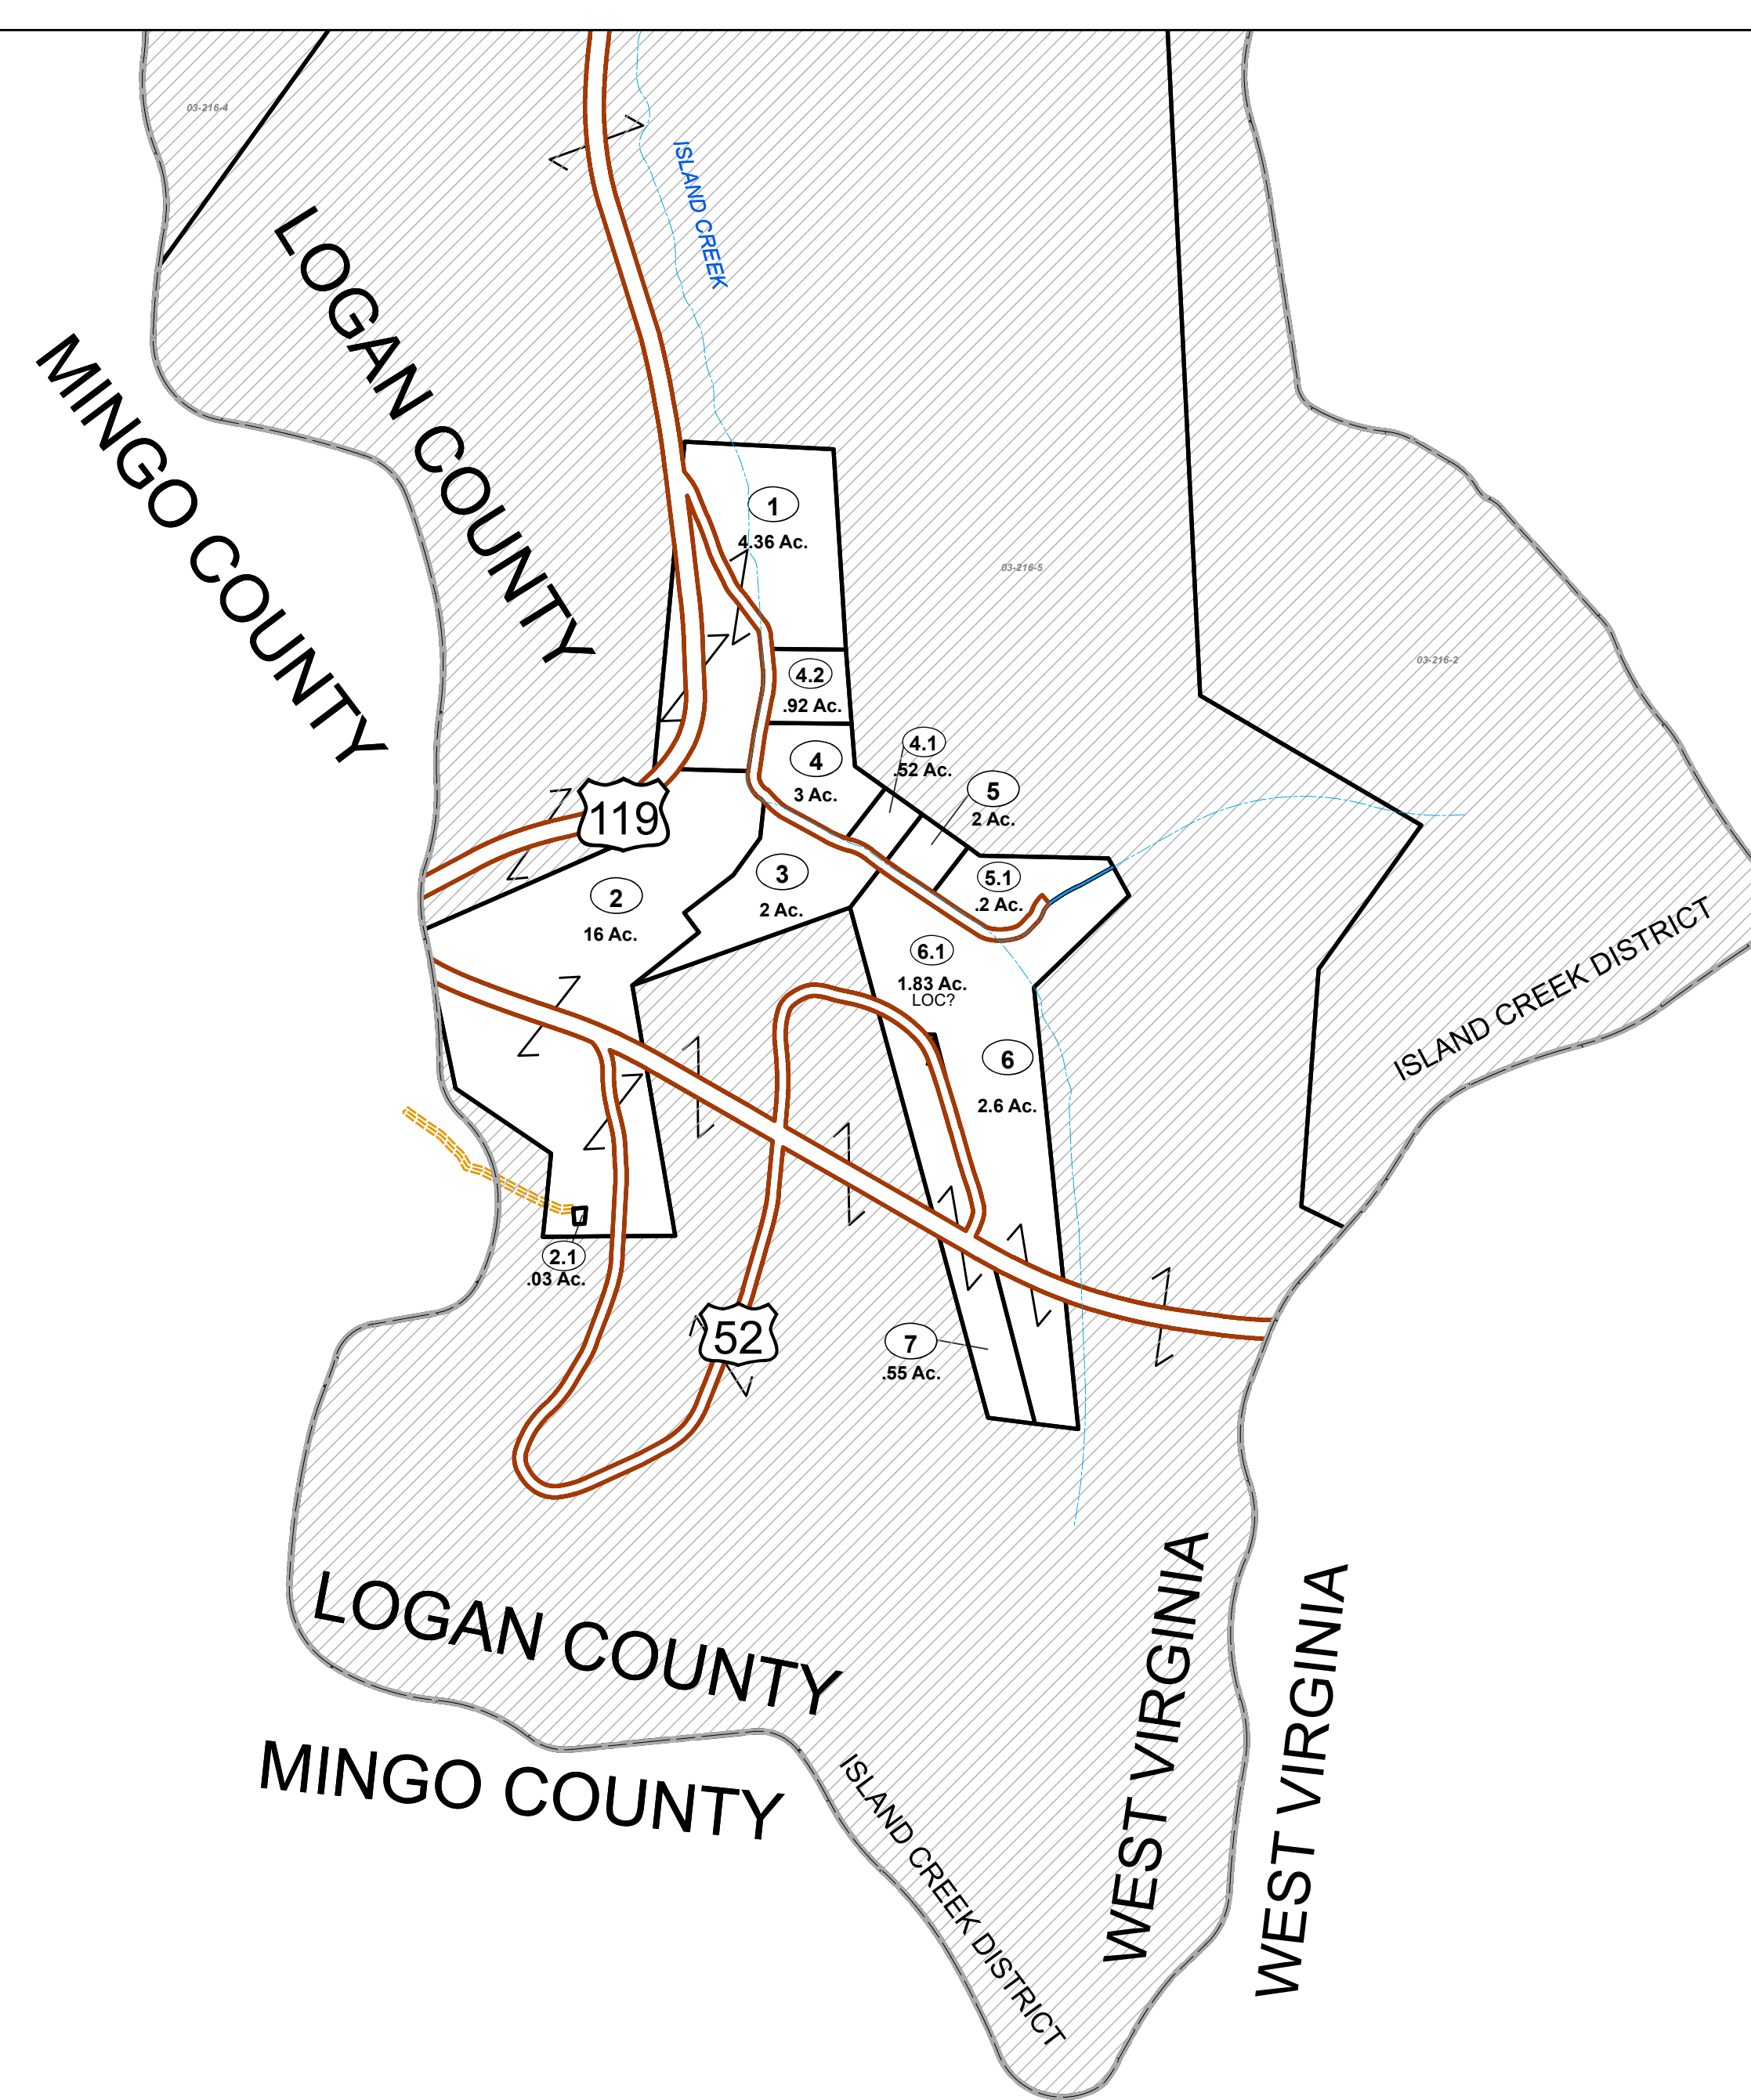 03-216-4
ISLAND CREEK
LOGAN COUNTY
MINGO COUNTY
1
4.36 Ac.
03-216-5
03-216-2
4.2
.92 Ac.
4.1
.52 Ac.
4
3 Ac.
5
2 Ac.
119
3
2 Ac.
5.1
.2 Ac.
2
16 Ac.
6.1
1.83 Ac.
LOC?
ISLAND CREEK DISTRICT
6
2.6 Ac.
2.1
.03 Ac.
52
7
.55 Ac.
LOGAN COUNTY
MINGO COUNTY
WEST VIRGINIA
WEST VIRGINIA
ISLAND CREEK DISTRICT